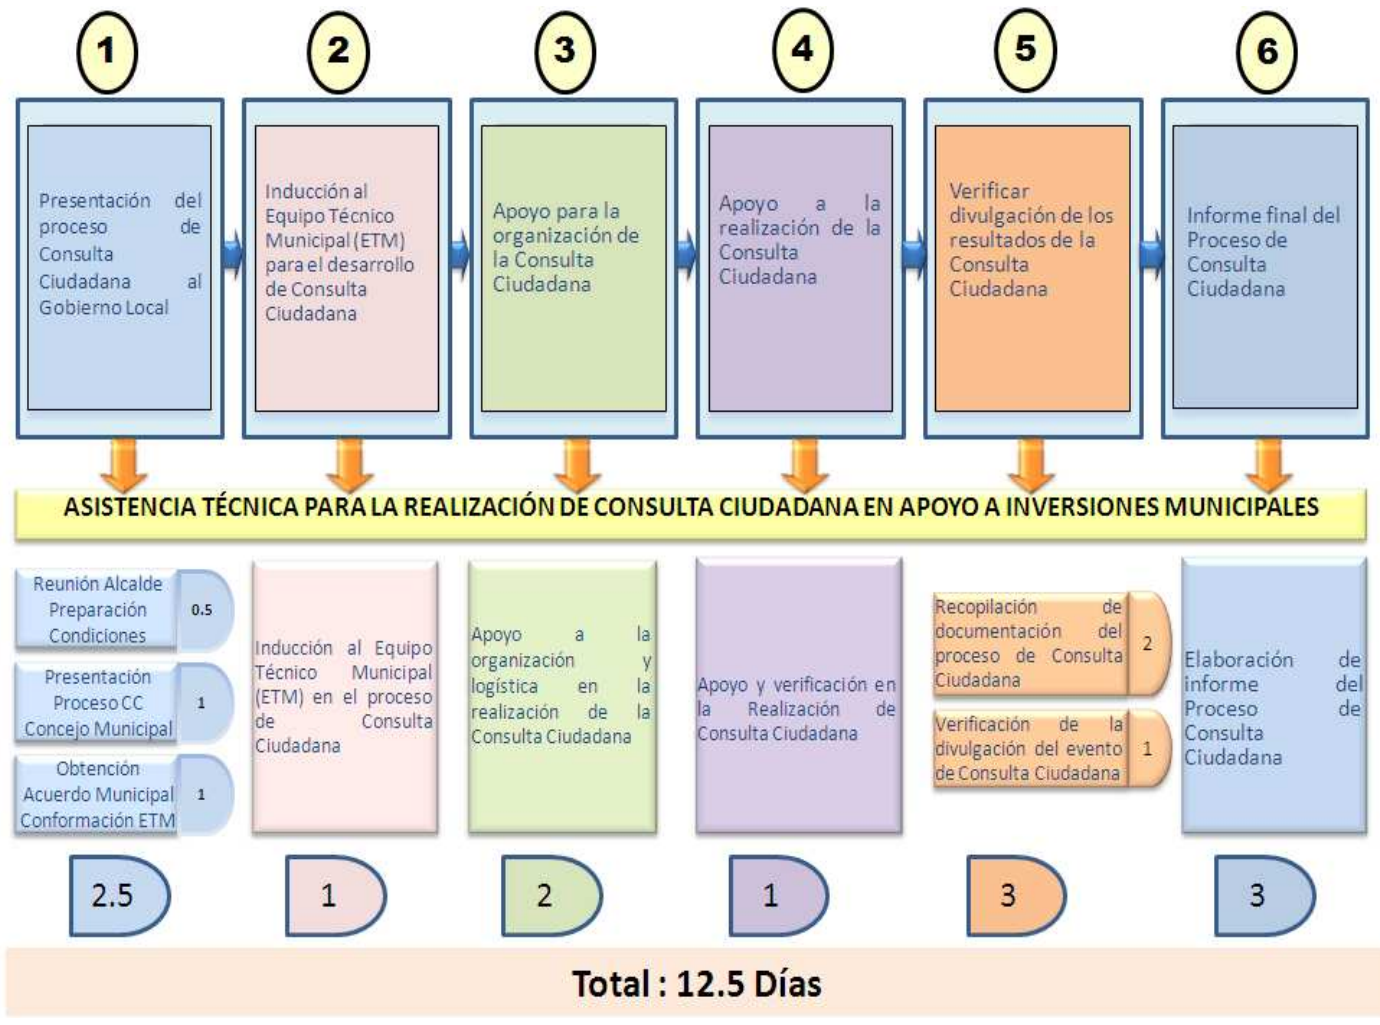 1
2
3
4
5
6
Presentación del
proceso de
Consulta
Ciudadana al
Gobierno Local
Inducción al
Equipo Técnico
Municipal (ETM)
para el desarrollo
de Consulta
Ciudadana
Apoyo para la
organización de
la Consulta
Ciudadana
Apoyo a la
realización de la
Consulta
Ciudadana
Verificar
divulgación de los
resultados de la
Consulta
Ciudadana
Informe final del
Proceso de
Consulta
Ciudadana
ASISTENCIA TÉCNICA PARA LA REALIZACIÓN DE CONSULTA CIUDADANA EN APOYO A INVERSIONES MUNICIPALES
Reunión Alcalde
Preparación
Condiciones
0.5
Presentación
Proceso CC
Concejo Municipal
1
Obtención
Acuerdo Municipal
Conformación ETM
1
Inducción al Equipo
Técnico Municipal
(ETM) en el proceso
de Consulta
Ciudadana
Apoyo a la
organización y
logística en la
realización de la
Consulta Ciudadana
Apoyo y verificación en
la Realización de
Consulta Ciudadana
Recopilación de
documentación del
proceso de Consulta
Ciudadana
2
Verificación de la
divulgación del evento
de Consulta Ciudadana
1
Elaboración de
informe del
Proceso de
Consulta
Ciudadana
2.5
1
2
1
3
3
Total : 12.5 Días